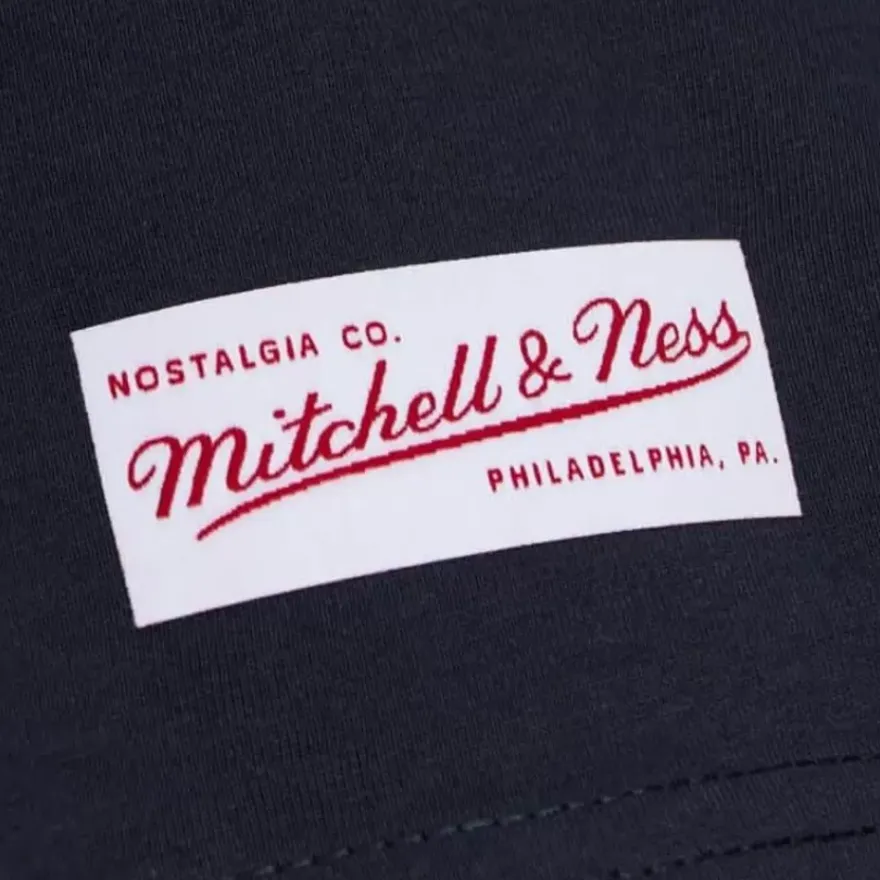 NOSTALGIA CO.
Mitchell & Ness
PHILADELPHIA, PA.